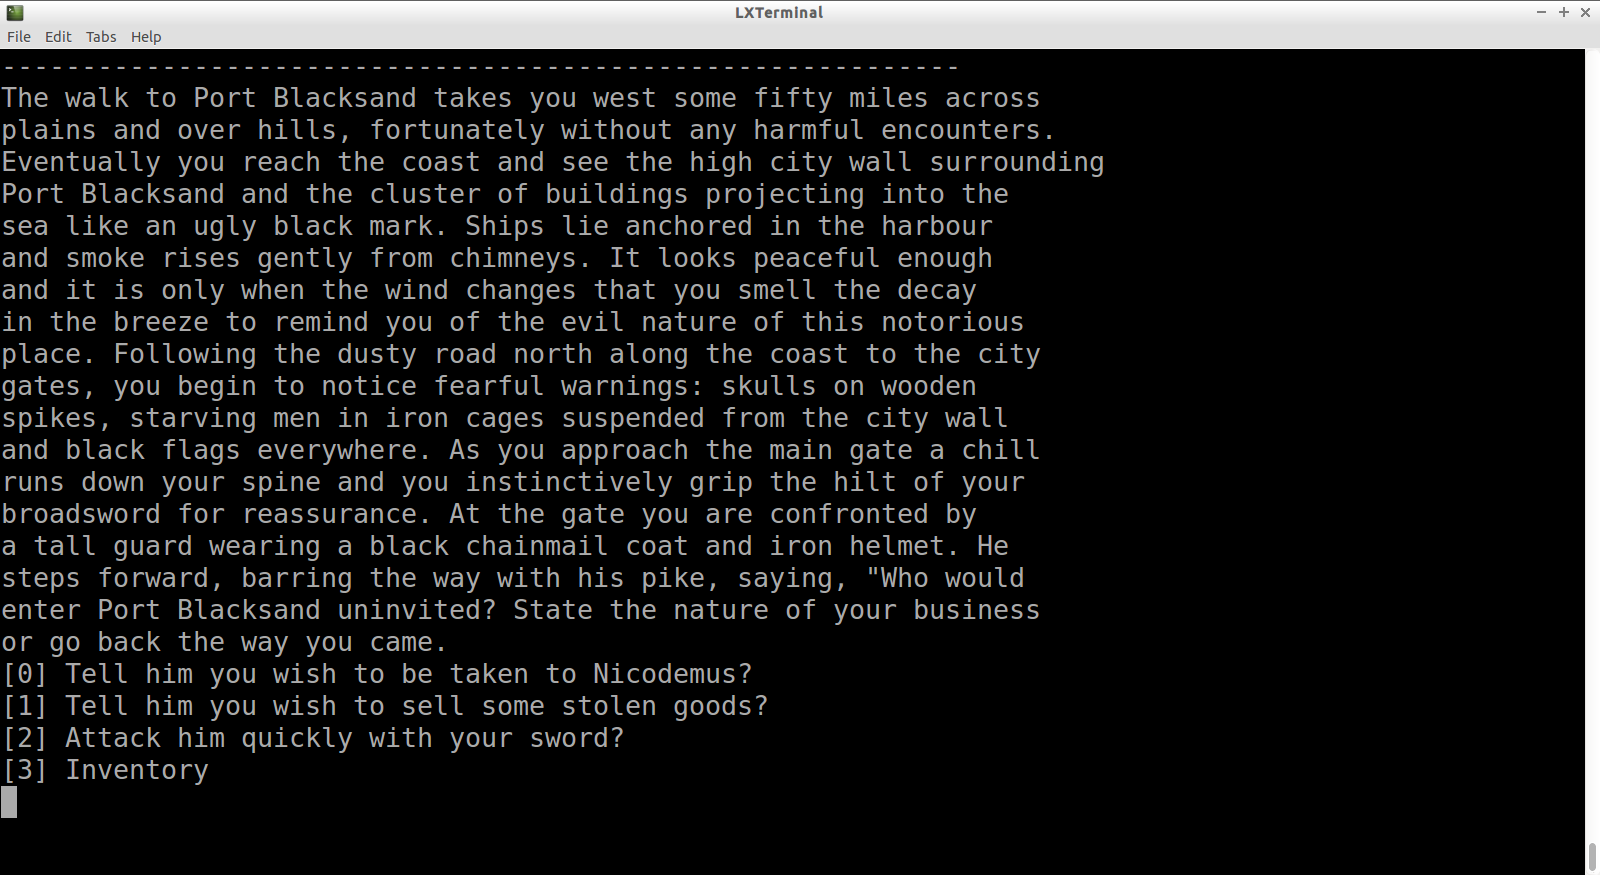 LXTerminal
File Edit Tabs Help
------------------------------------------------------------
The walk to Port Blacksand takes you west some fifty miles across
plains and over hills, fortunately without any harmful encounters.
Eventually you reach the coast and see the high city wall surrounding
Port Blacksand and the cluster of buildings projecting into the
sea like an ugly black mark. Ships lie anchored in the harbour
and smoke rises gently from chimneys. It looks peaceful enough
and it is only when the wind changes that you smell the decay
in the breeze to remind you of the evil nature of this notorious
place. Following the dusty road north along the coast to the city
gates, you begin to notice fearful warnings: skulls on wooden
spikes, starving men in iron cages suspended from the city wall
and black flags everywhere. As you approach the main gate a chill
runs down your spine and you instinctively grip the hilt of your
broadsword for reassurance. At the gate you are confronted by
a tall guard wearing a black chainmail coat and iron helmet. He
steps forward, barring the way with his pike, saying, "Who would
enter Port Blacksand uninvited? State the nature of your business
or go back the way you came.
[0] Tell him you wish to be taken to Nicodemus?
[1] Tell him you wish to sell some stolen goods?
[2] Attack him quickly with your sword?
[3] Inventory